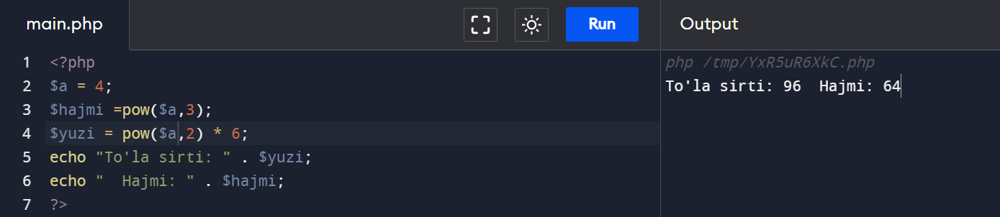 main.php
Run
Output
1 <?php
2 $a = 4;
3 $hajmi =pow($a,3);
4 $yuzi = pow($a,2) * 6;
5 echo "To'la sirti: " . $yuzi;
6 echo "  Hajmi: " . $hajmi;
7 ?>
php /tmp/YxR5uR6XkC.php
To'la sirti: 96  Hajmi: 64